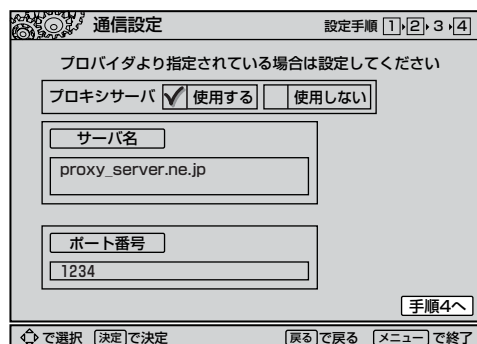 通信設定 設定手順 1 2 3 4
プロバイダより指定されている場合は設定してください
プロキシサーバ 使用する 使用しない
サーバ名
proxy_server.ne.jp
ポート番号
1234
手順4へ
で選択 決定で決定 戻るで戻る メニューで終了